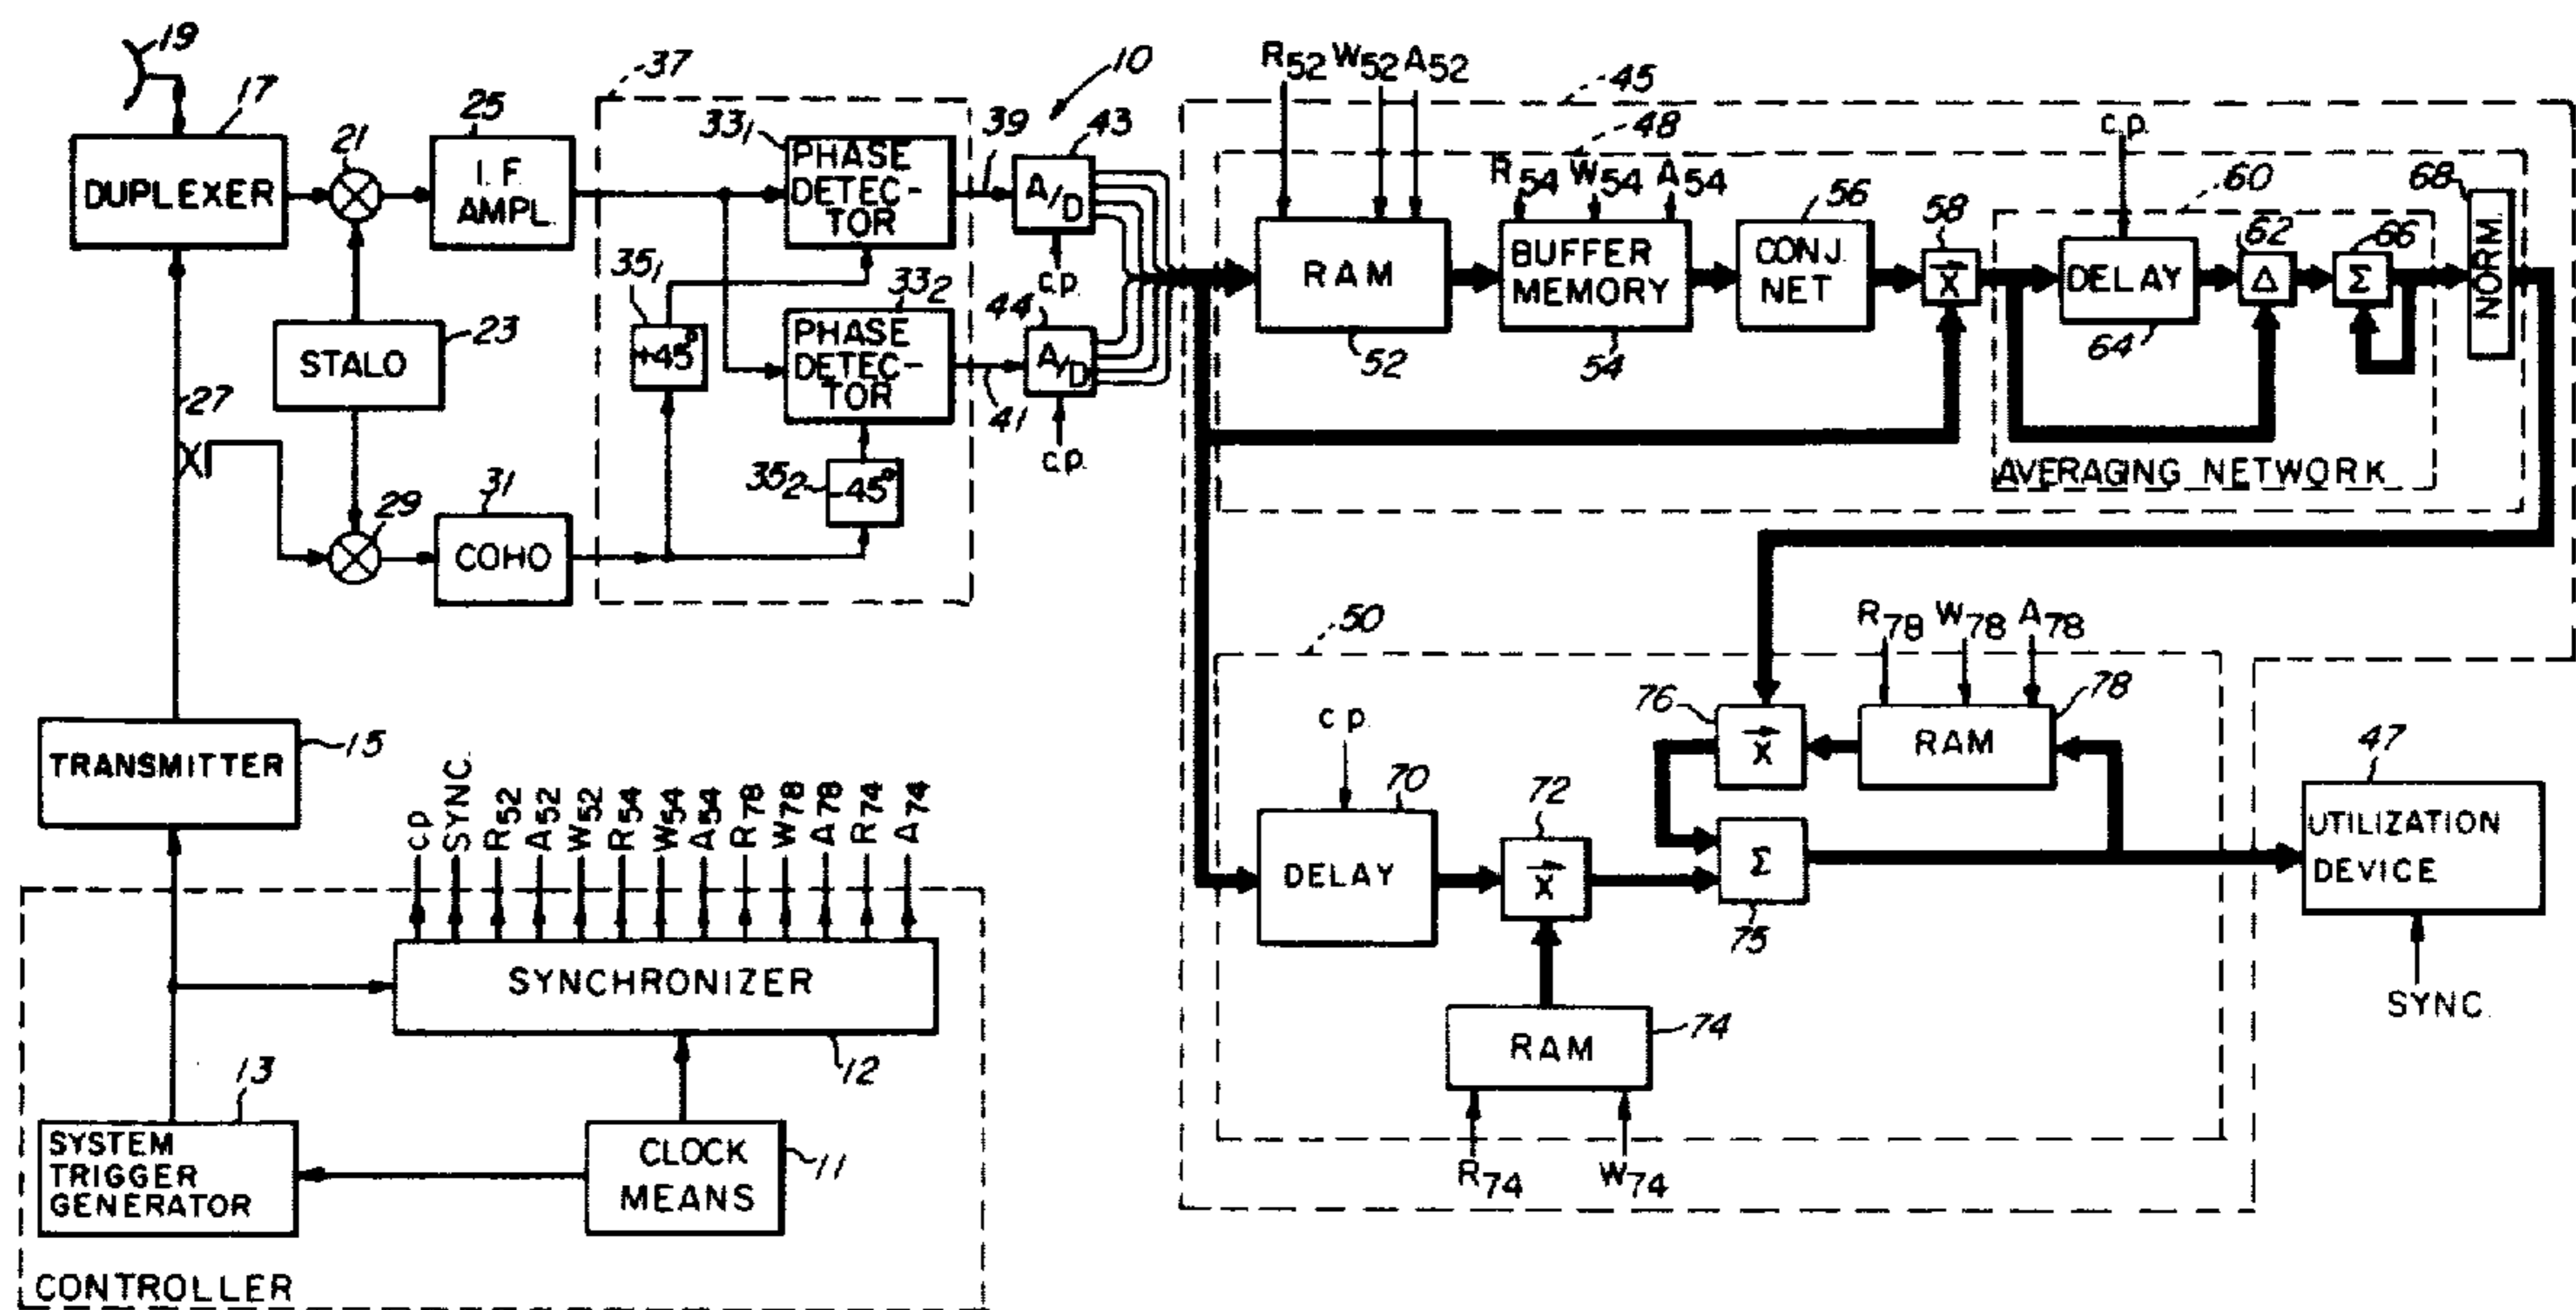 19
17
DUPLEXER
21
25
I.F.
AMPL.
23
STALO
27
29
31
COHO
37
33₁
PHASE
DETEC-
TOR
35₁
+45°
33₂
PHASE
DETEC-
TOR
35₂
-45°
39
41
10
43
A/D
c.p.
44
A/D
c.p.
45
R52 W52 A52
48
R54 W54 A54
RAM
52
BUFFER
MEMORY
54
56
CONJ.
NET
58
X
c.p.
60
DELAY
64
62
Δ
66
Σ
AVERAGING NETWORK
68
NORM.
TRANSMITTER
15
cp
SYNC.
R52
A52
W52
R54
W54
A54
R78
W78
A78
R74
A74
SYNCHRONIZER
12
13
SYSTEM
TRIGGER
GENERATOR
CLOCK
MEANS
11
CONTROLLER
50
c.p.
70
DELAY
72
X
RAM
74
R74
W74
76
X
R78 W78 A78
RAM
78
Σ
75
47
UTILIZATION
DEVICE
SYNC.